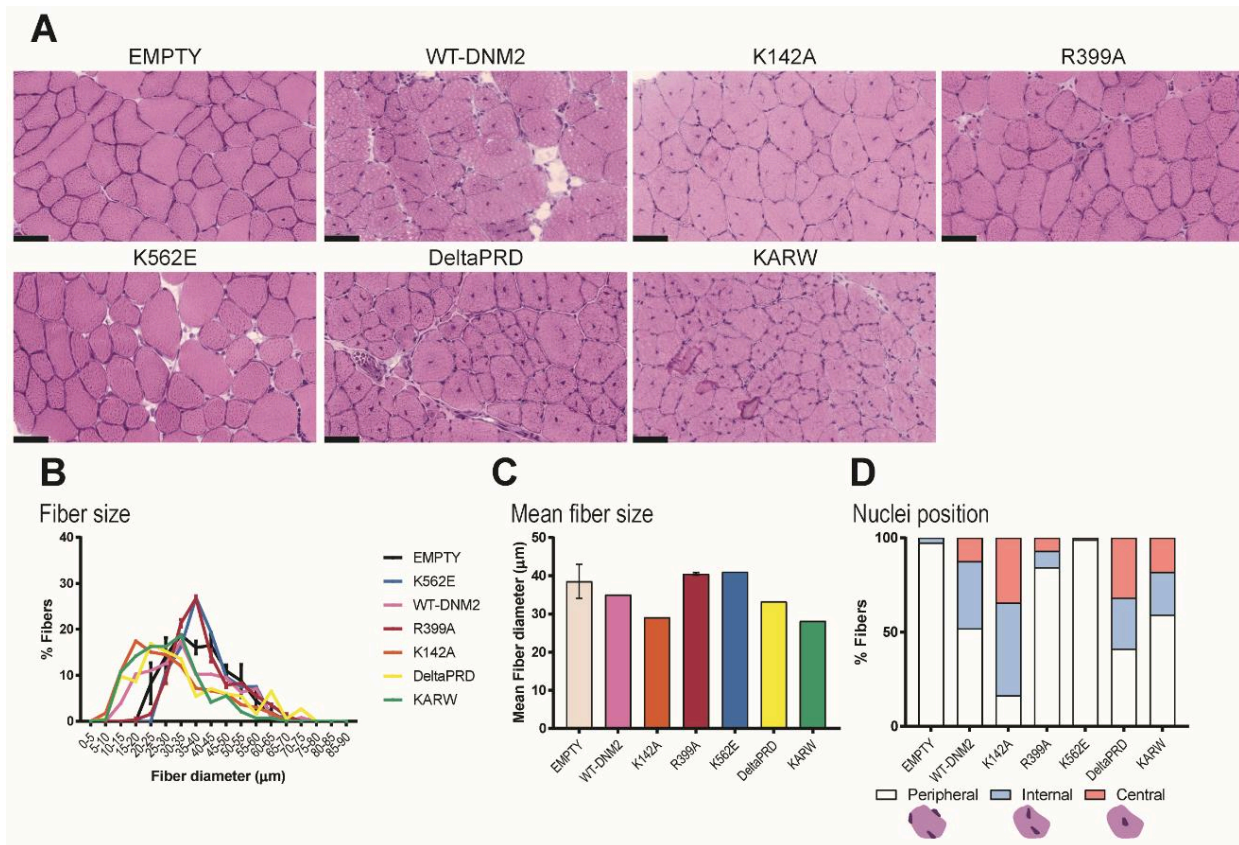 A
EMPTY
WT-DNM2
K142A
R399A
K562E
DeltaPRD
KARW
B
Fiber size
40
30
20
10
0
% Fibers
0-5
5-10
10-15
15-20
20-25
25-30
30-35
35-40
40-45
45-50
50-55
55-60
60-65
65-70
70-75
75-80
80-85
85-90
Fiber diameter (µm)
EMPTY
K562E
WT-DNM2
R399A
K142A
DeltaPRD
KARW
C
Mean fiber size
50
40
30
20
10
0
Mean Fiber diameter (µm)
EMPTY
WT-DNM2
K142A
R399A
K562E
DeltaPRD
KARW
D
Nuclei position
100
50
0
% Fibers
EMPTY
WT-DNM2
K142A
R399A
K562E
DeltaPRD
KARW
Peripheral
Internal
Central